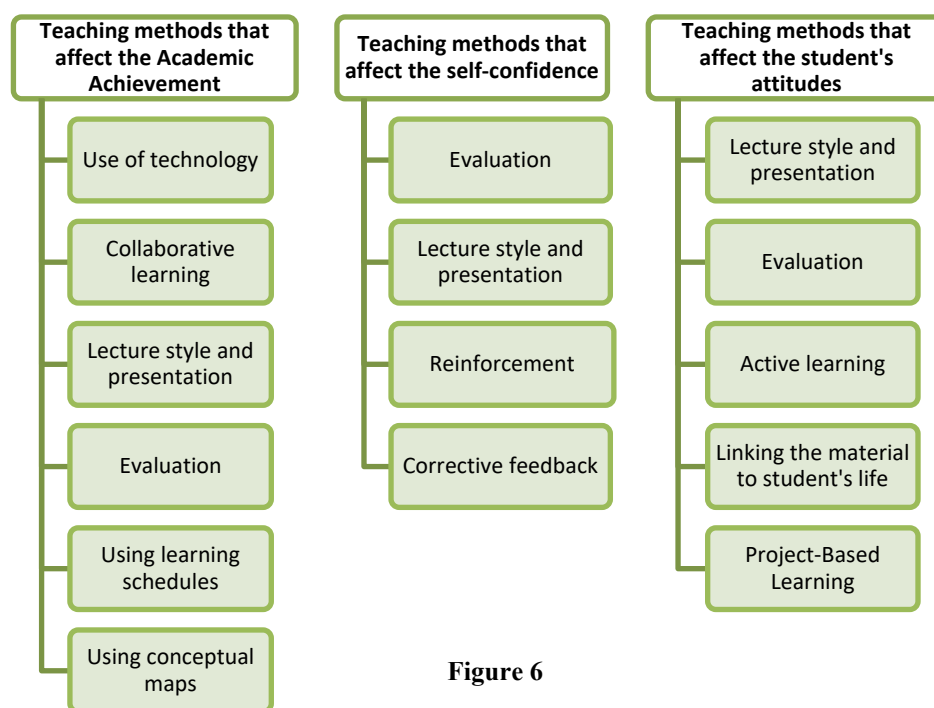 Teaching methods that
affect the Academic
Achievement
Use of technology
Collaborative
learning
Lecture style and
presentation
Evaluation
Using learning
schedules
Using conceptual
maps
Teaching methods that
affect the self-confidence
Evaluation
Lecture style and
presentation
Reinforcement
Corrective feedback
Teaching methods that
affect the student's
attitudes
Lecture style and
presentation
Evaluation
Active learning
Linking the material
to student's life
Project-Based
Learning
Figure 6